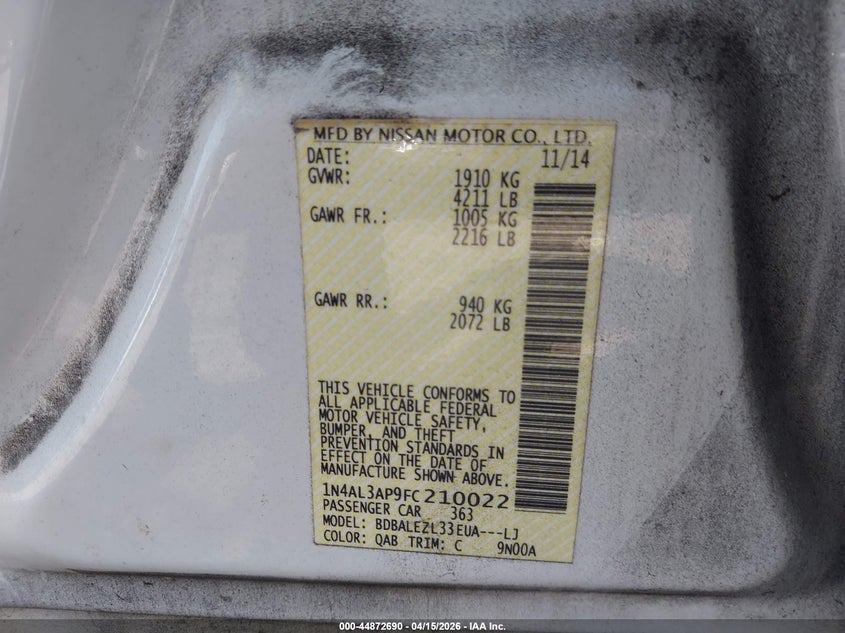 MFD BY NISSAN MOTOR CO., LTD.
DATE: 11/14
GVWR: 1910 KG
4211 LB
GAWR FR.: 1005 KG
2216 LB
GAWR RR.: 940 KG
2072 LB
THIS VEHICLE CONFORMS TO
ALL APPLICABLE FEDERAL
MOTOR VEHICLE SAFETY,
BUMPER, AND THEFT
PREVENTION STANDARDS IN
EFFECT ON THE DATE OF
MANUFACTURE SHOWN ABOVE.
1N4AL3AP9FC210022
PASSENGER CAR 363
MODEL: BDBALEZL33EUA---LJ
COLOR: QAB TRIM: C 9N00A
000-44872690 - 04/15/2026 - IAA Inc.